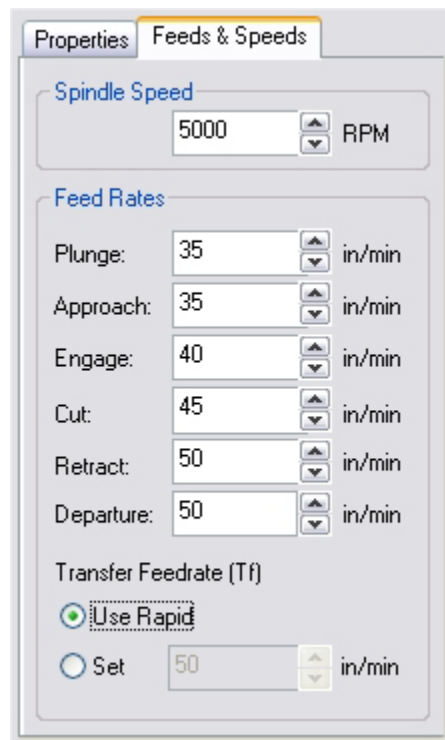 Properties Feeds & Speeds
Spindle Speed
5000 RPM
Feed Rates
Plunge: 35 in/min
Approach: 35 in/min
Engage: 40 in/min
Cut: 45 in/min
Retract: 50 in/min
Departure: 50 in/min
Transfer Feedrate (Tf)
Use Rapid
Set 50 in/min